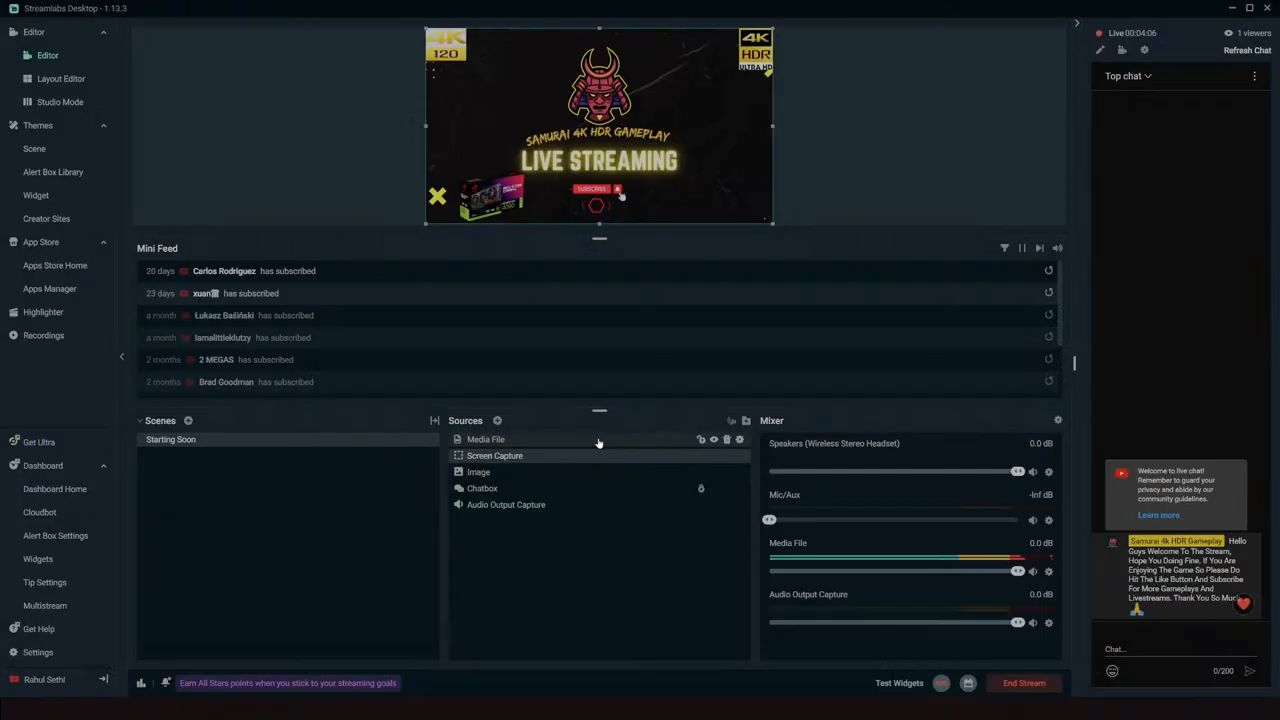 Streamlabs Desktop - 1.13.3
Editor
Editor
Layout Editor
Studio Mode
Themes
Scene
Alert Box Library
Widget
Creator Sites
App Store
Apps Store Home
Apps Manager
Highlighter
Recordings
Get Ultra
Dashboard
Dashboard Home
Cloudbot
Alert Box Settings
Widgets
Tip Settings
Multistream
Get Help
Settings
Rahul Sethi
4K
120
4K
HDR
ULTRA HD
SAMURAI 4K HDR GAMEPLAY
LIVE STREAMING
SUBSCRIBE
Mini Feed
20 days Carlos Rodriguez has subscribed
23 days xuan富 has subscribed
a month Łukasz Basiński has subscribed
a month Iamalittleklutzy has subscribed
2 months 2 MEGAS has subscribed
2 months Brad Goodman has subscribed
Scenes
Starting Soon
Sources
Media File
Screen Capture
Image
Chatbox
Audio Output Capture
Mixer
Speakers (Wireless Stereo Headset) 0.0 dB
Mic/Aux -Inf dB
Media File 0.0 dB
Audio Output Capture 0.0 dB
Earn All Stars points when you stick to your streaming goals
Test Widgets
End Stream
Live 00:04:06 1 viewers
Refresh Chat
Top chat
Welcome to live chat!
Remember to guard your
privacy and abide by our
community guidelines.
Learn more
Samurai 4k HDR Gameplay Hello
Guys Welcome To The Stream,
Hope You Doing Fine. If You Are
Enjoying The Game So Please Do
Hit The Like Button And Subscribe
For More Gameplays And
Livestreams. Thank You So Much
🙏
Chat...
0/200